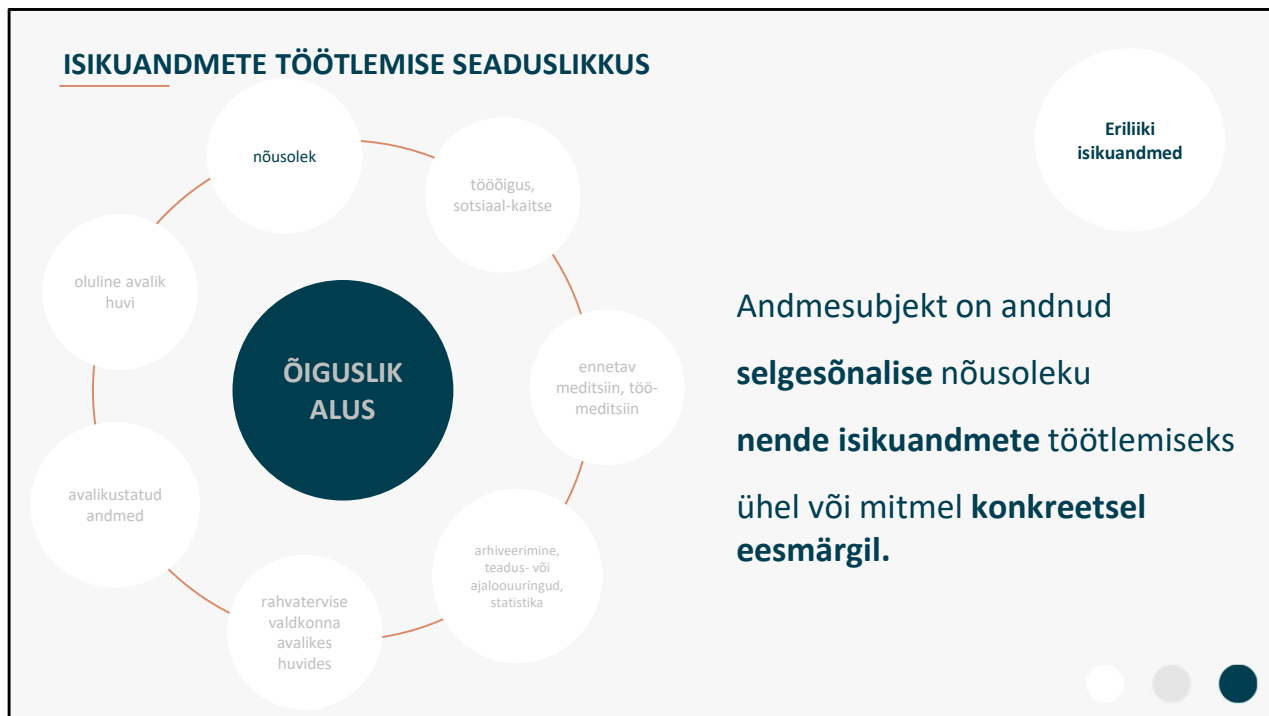 ISIKUANDMETE TÖÖTLEMISE SEADUSLIKKUS
Eriliiki
isikuandmed
nõusolek
tööõigus,
sotsiaal-kaitse
oluline avalik
huvi
ÕIGUSLIK
ALUS
ennetav
meditsiin, töö-
meditsiin
avalikustatud
andmed
arhiveerimine,
teadus- või
ajaloouuringud,
statistika
rahvatervise
valdkonna
avalikes
huvides
Andmesubjekt on andnud
selgesõnalise nõusoleku
nende isikuandmete töötlemiseks
ühel või mitmel konkreetsel
eesmärgil.